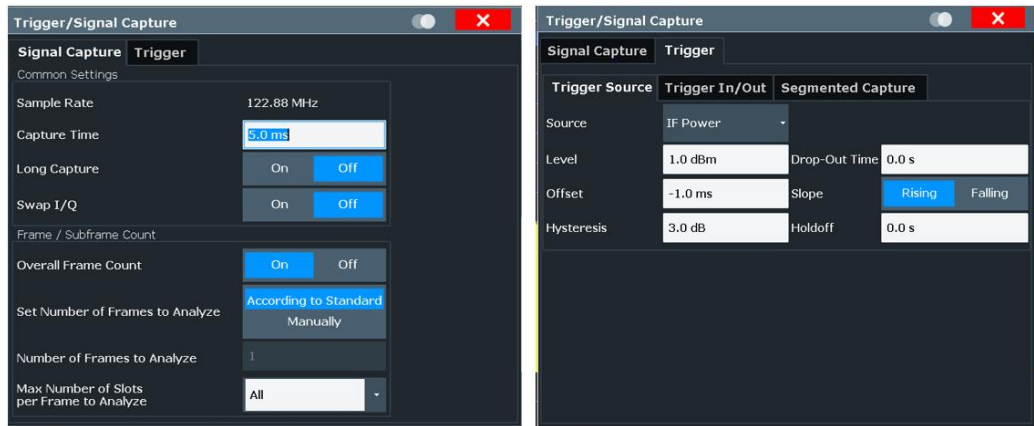 Trigger/Signal Capture
Signal Capture Trigger
Common Settings
Sample Rate 122.88 MHz
Capture Time 5.0 ms
Long Capture On Off
Swap I/Q On Off
Frame / Subframe Count
Overall Frame Count On Off
Set Number of Frames to Analyze According to Standard
Manually
Number of Frames to Analyze 1
Max Number of Slots
per Frame to Analyze All
Trigger/Signal Capture
Signal Capture Trigger
Trigger Source Trigger In/Out Segmented Capture
Source IF Power
Level 1.0 dBm Drop-Out Time 0.0 s
Offset -1.0 ms Slope Rising Falling
Hysteresis 3.0 dB Holdoff 0.0 s